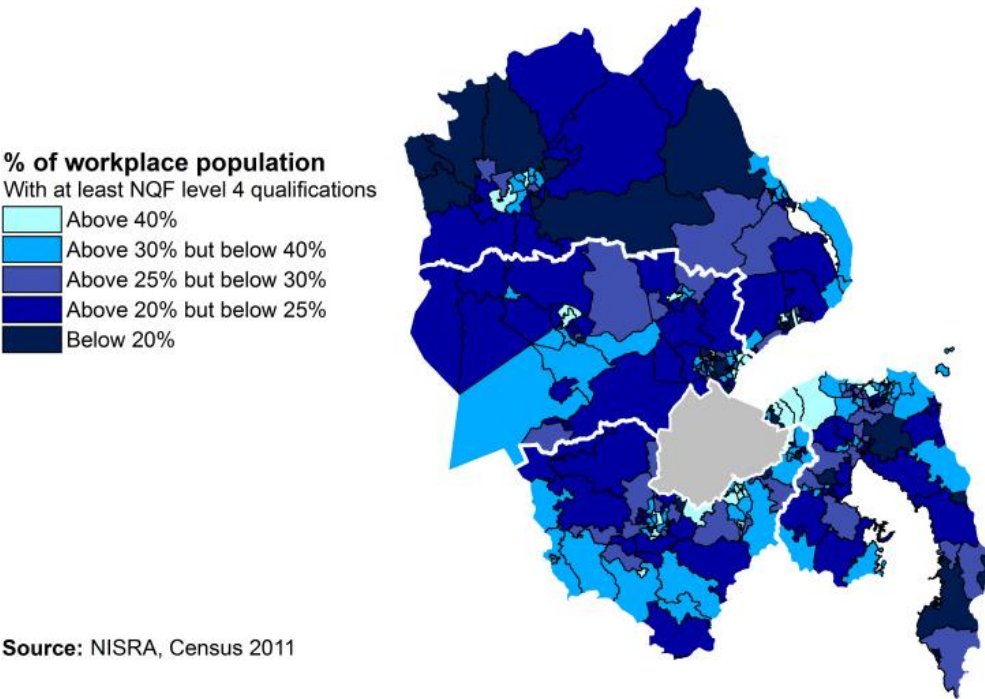 % of workplace population
With at least NQF level 4 qualifications
Above 40%
Above 30% but below 40%
Above 25% but below 30%
Above 20% but below 25%
Below 20%
Source: NISRA, Census 2011